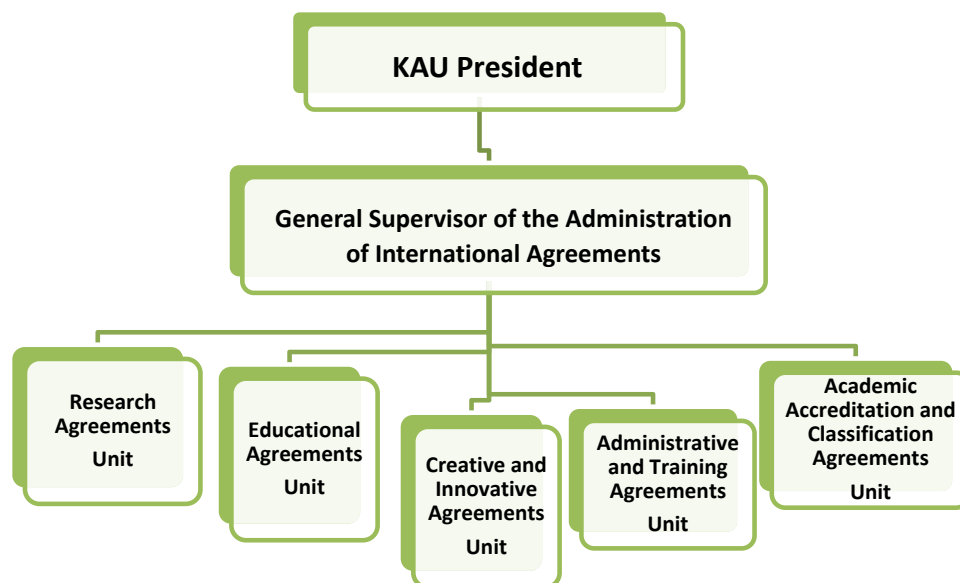 KAU President
General Supervisor of the Administration
of International Agreements
Research
Agreements
Unit
Educational
Agreements
Unit
Creative and
Innovative
Agreements
Unit
Administrative
and Training
Agreements
Unit
Academic
Accreditation and
Classification
Agreements
Unit